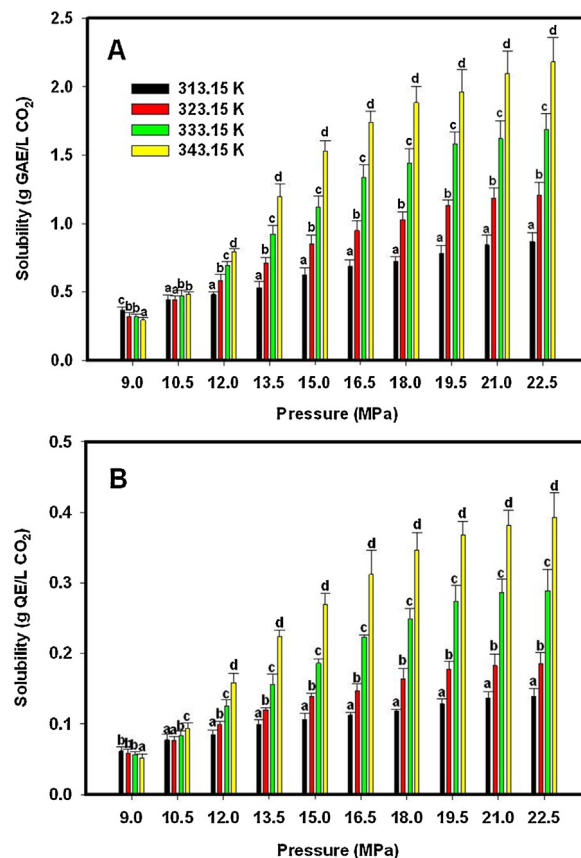 A
313.15 K
323.15 K
333.15 K
343.15 K
Solubility (g GAE/L CO₂)
2.5
2.0
1.5
1.0
0.5
0.0
c b b a
a a b b
a b c d
a b c d
a b c d
a b c d
a b c d
a b c d
a b c d
a b c d
9.0 10.5 12.0 13.5 15.0 16.5 18.0 19.5 21.0 22.5
Pressure (MPa)
B
Solubility (g QE/L CO₂)
0.5
0.4
0.3
0.2
0.1
0.0
b b b a
a a b c
a b c d
a b c d
a b c d
a b c d
a b c d
a b c d
a b c d
a b c d
9.0 10.5 12.0 13.5 15.0 16.5 18.0 19.5 21.0 22.5
Pressure (MPa)